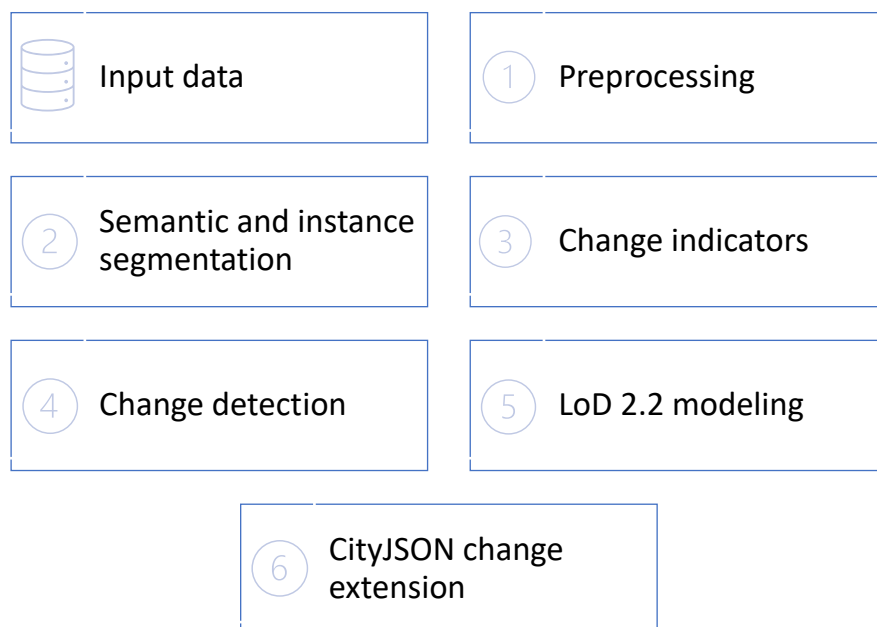 Input data
1 Preprocessing
2 Semantic and instance
segmentation
3 Change indicators
4 Change detection
5 LoD 2.2 modeling
6 CityJSON change
extension